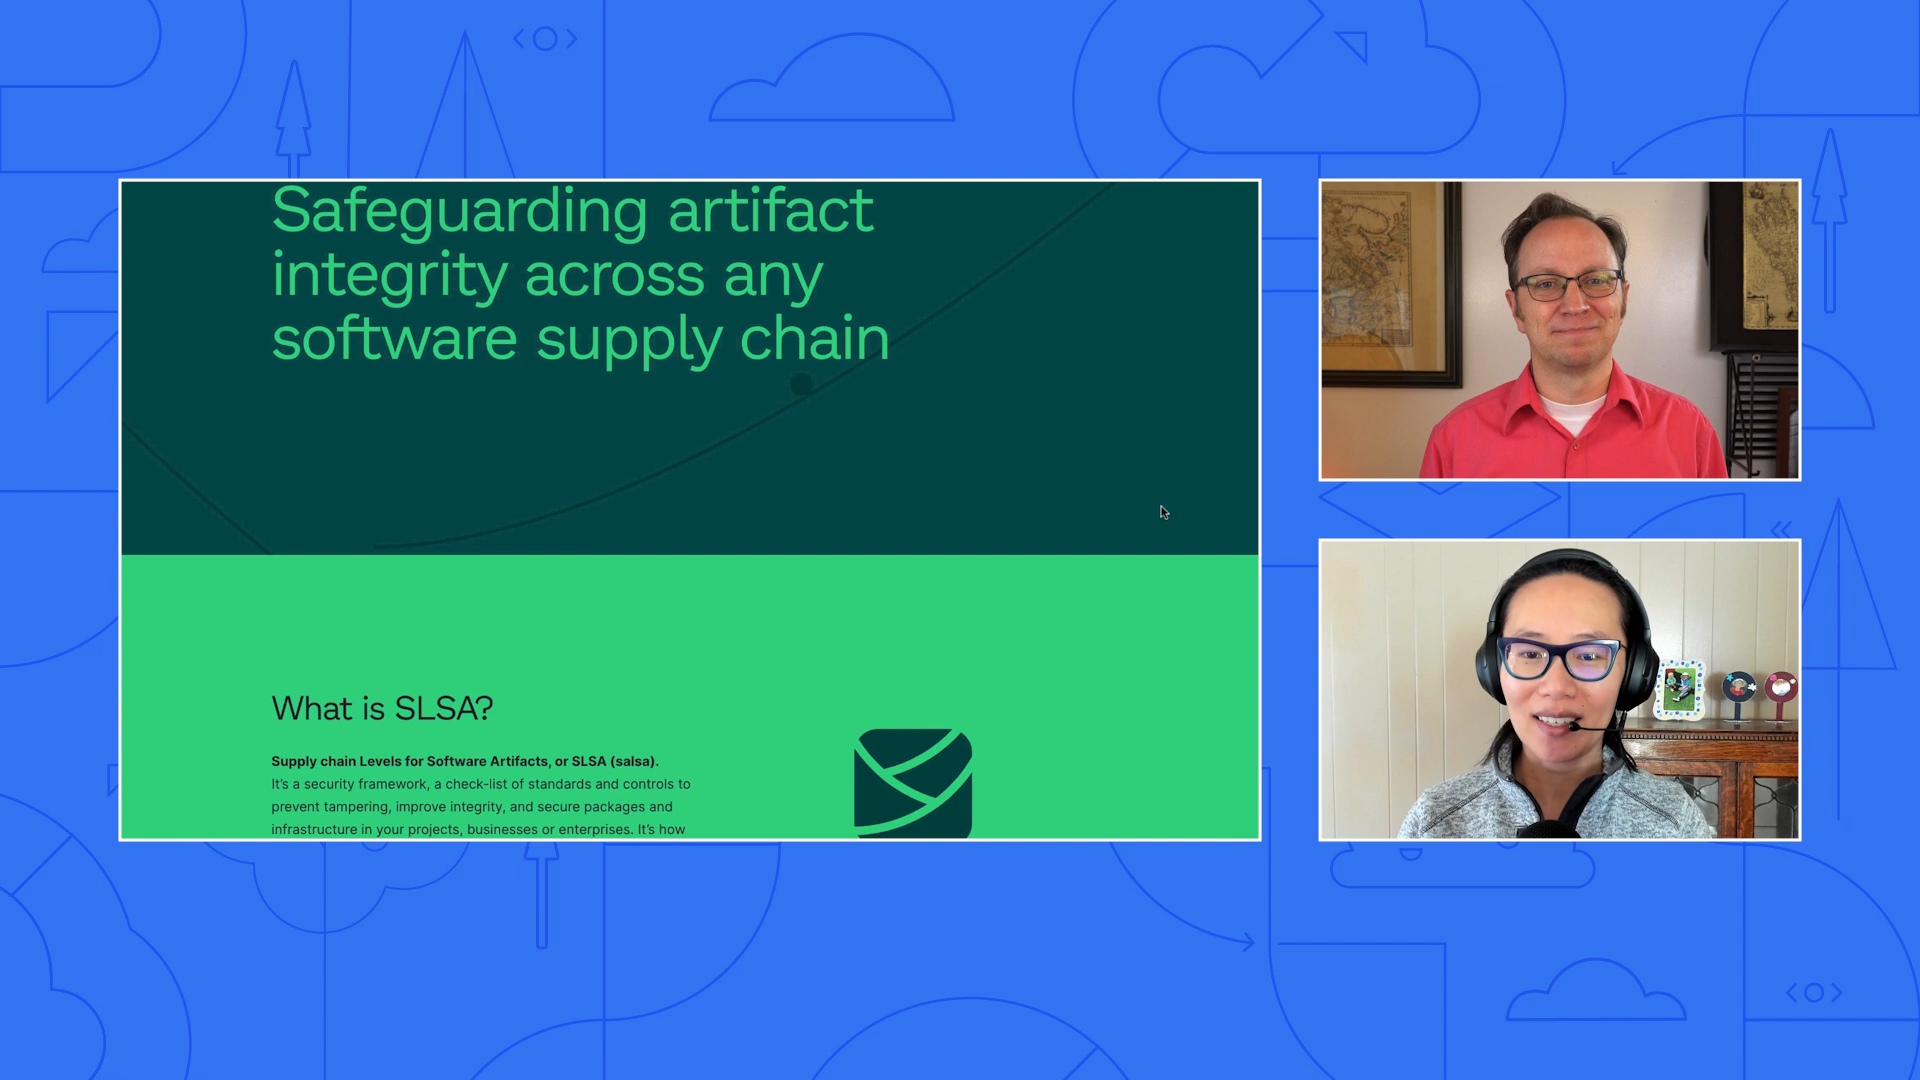 Safeguarding artifact
integrity across any
software supply chain
What is SLSA?
Supply chain Levels for Software Artifacts, or SLSA (salsa).
It's a security framework, a check-list of standards and controls to
prevent tampering, improve integrity, and secure packages and
infrastructure in your projects, businesses or enterprises. It's how